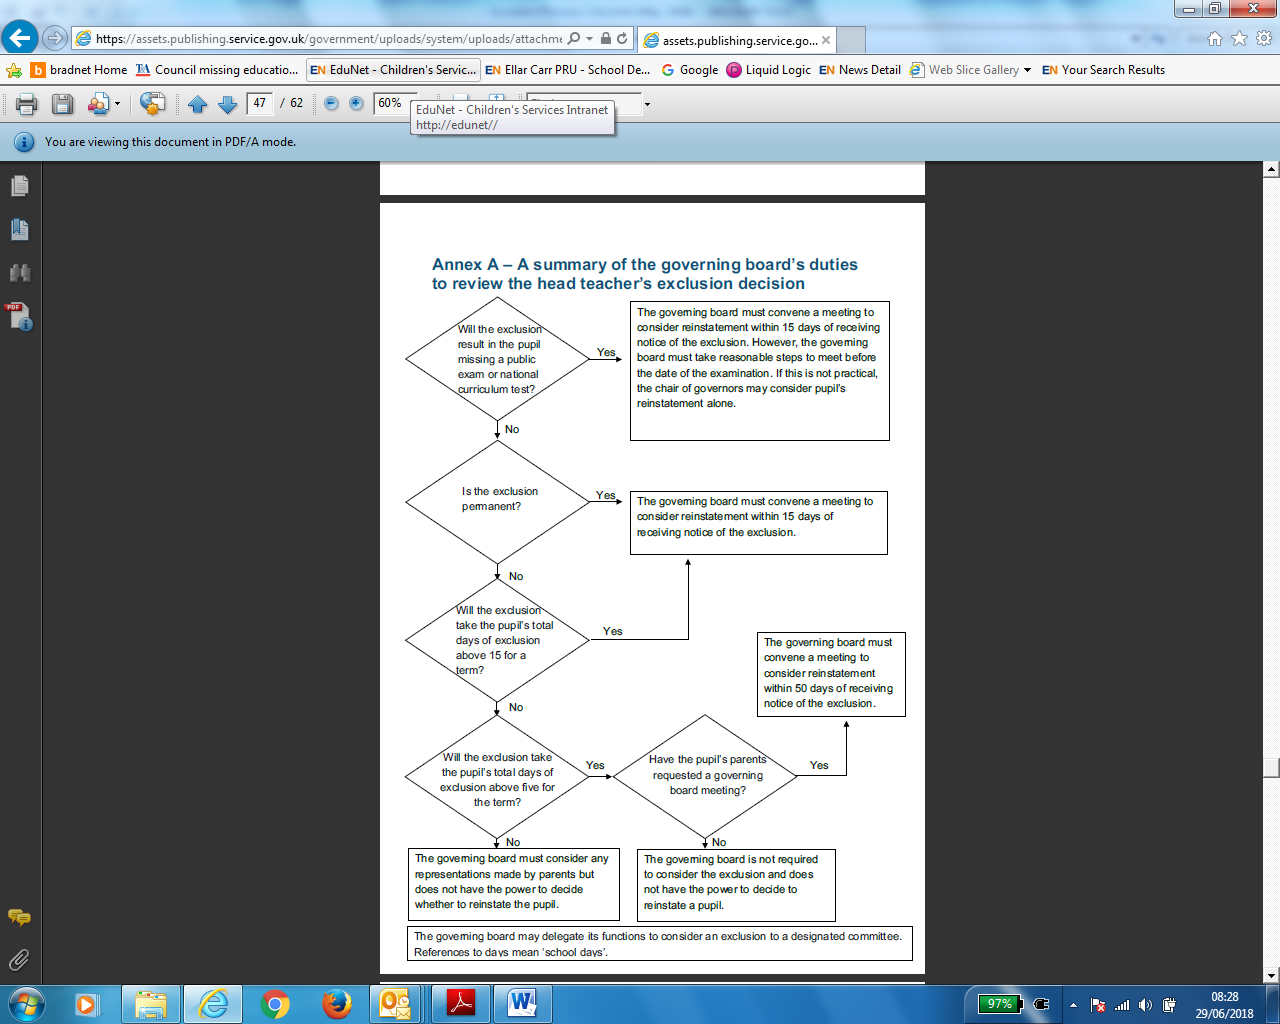 https://assets.publishing.service.gov.uk/government/uploads/system/uploads/attachme
assets.publishing.service.go...
bradnet Home
Council missing educatio...
EN EduNet - Children's Servic...
EN Ellar Carr PRU - School De...
Google
Liquid Logic
EN News Detail
Web Slice Gallery
EN Your Search Results
47 / 62
60%
EduNet - Children's Services Intranet
http://edunet//
You are viewing this document in PDF/A mode.
Annex A – A summary of the governing board's duties
to review the head teacher's exclusion decision
Will the exclusion
result in the pupil
missing a public
exam or national
curriculum test?
Yes
The governing board must convene a meeting to
consider reinstatement within 15 days of receiving
notice of the exclusion. However, the governing
board must take reasonable steps to meet before
the date of the examination. If this is not practical,
the chair of governors may consider pupil's
reinstatement alone.
No
Is the exclusion
permanent?
Yes
The governing board must convene a meeting to
consider reinstatement within 15 days of
receiving notice of the exclusion.
No
Will the exclusion
take the pupil's total
days of exclusion
above 15 for a
term?
Yes
The governing board must
convene a meeting to
consider reinstatement
within 50 days of receiving
notice of the exclusion.
No
Will the exclusion take
the pupil's total days of
exclusion above five for
the term?
Yes
Have the pupil's parents
requested a governing
board meeting?
Yes
No
The governing board must consider any
representations made by parents but
does not have the power to decide
whether to reinstate the pupil.
No
The governing board is not required
to consider the exclusion and does
not have the power to decide to
reinstate a pupil.
The governing board may delegate its functions to consider an exclusion to a designated committee.
References to days mean 'school days'.
97%
08:28
29/06/2018